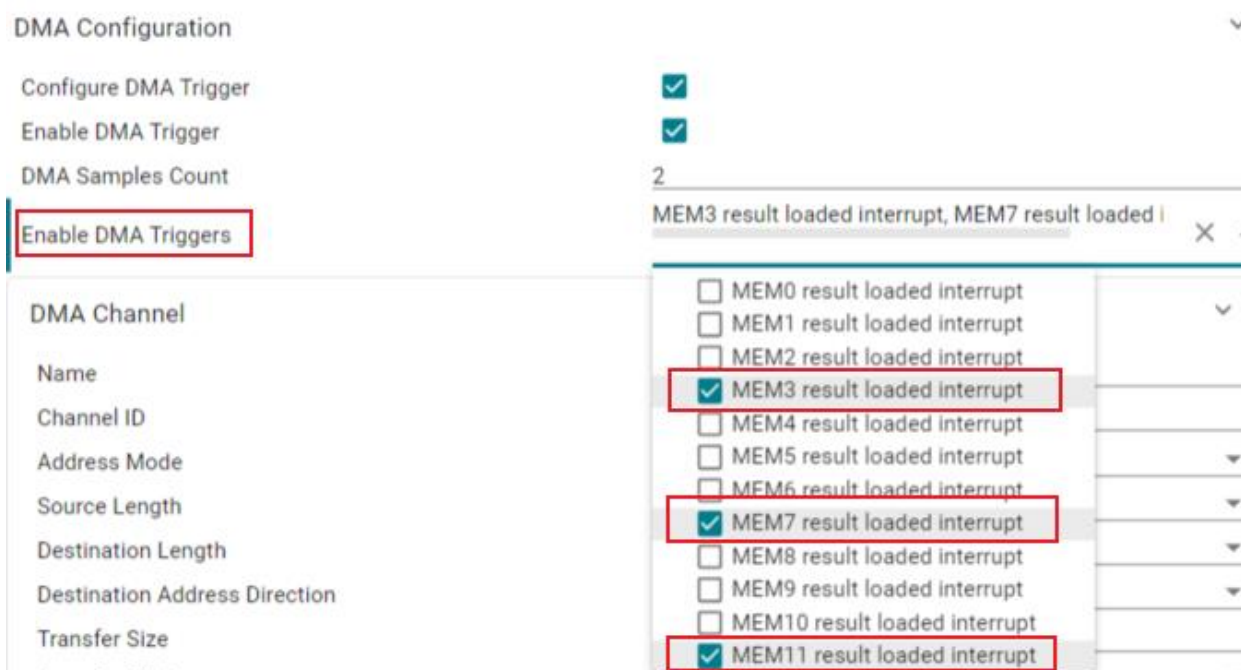 DMA Configuration
Configure DMA Trigger
Enable DMA Trigger
DMA Samples Count 2
Enable DMA Triggers MEM3 result loaded interrupt, MEM7 result loaded i
DMA Channel
MEM0 result loaded interrupt
MEM1 result loaded interrupt
MEM2 result loaded interrupt
Name
MEM3 result loaded interrupt
Channel ID
MEM4 result loaded interrupt
Address Mode
MEM5 result loaded interrupt
Source Length
MEM6 result loaded interrupt
MEM7 result loaded interrupt
Destination Length
MEM8 result loaded interrupt
Destination Address Direction
MEM9 result loaded interrupt
MEM10 result loaded interrupt
Transfer Size
MEM11 result loaded interrupt